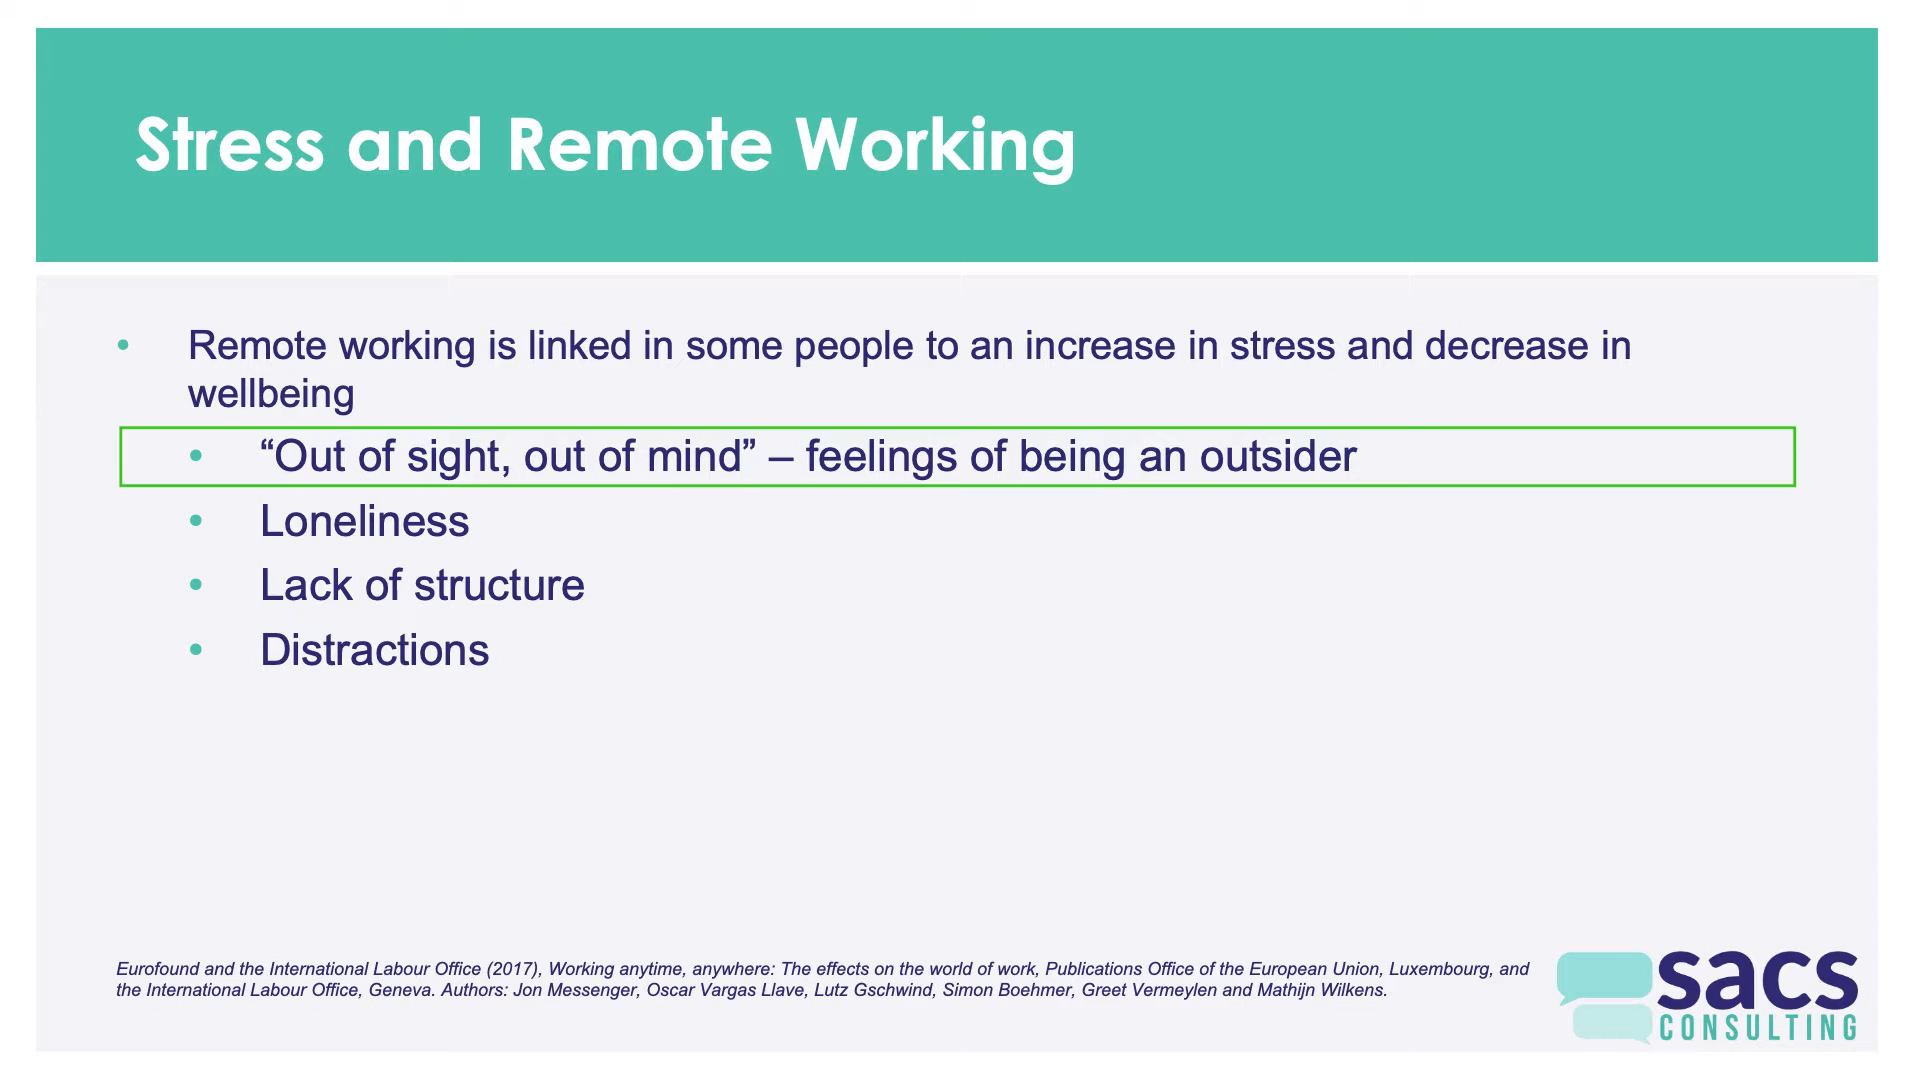 Stress and Remote Working
• Remote working is linked in some people to an increase in stress and decrease in
wellbeing
• “Out of sight, out of mind” – feelings of being an outsider
• Loneliness
• Lack of structure
• Distractions
Eurofound and the International Labour Office (2017), Working anytime, anywhere: The effects on the world of work, Publications Office of the European Union, Luxembourg, and
the International Labour Office, Geneva. Authors: Jon Messenger, Oscar Vargas Llave, Lutz Gschwind, Simon Boehmer, Greet Vermeylen and Mathijn Wilkens.
sacs
CONSULTING